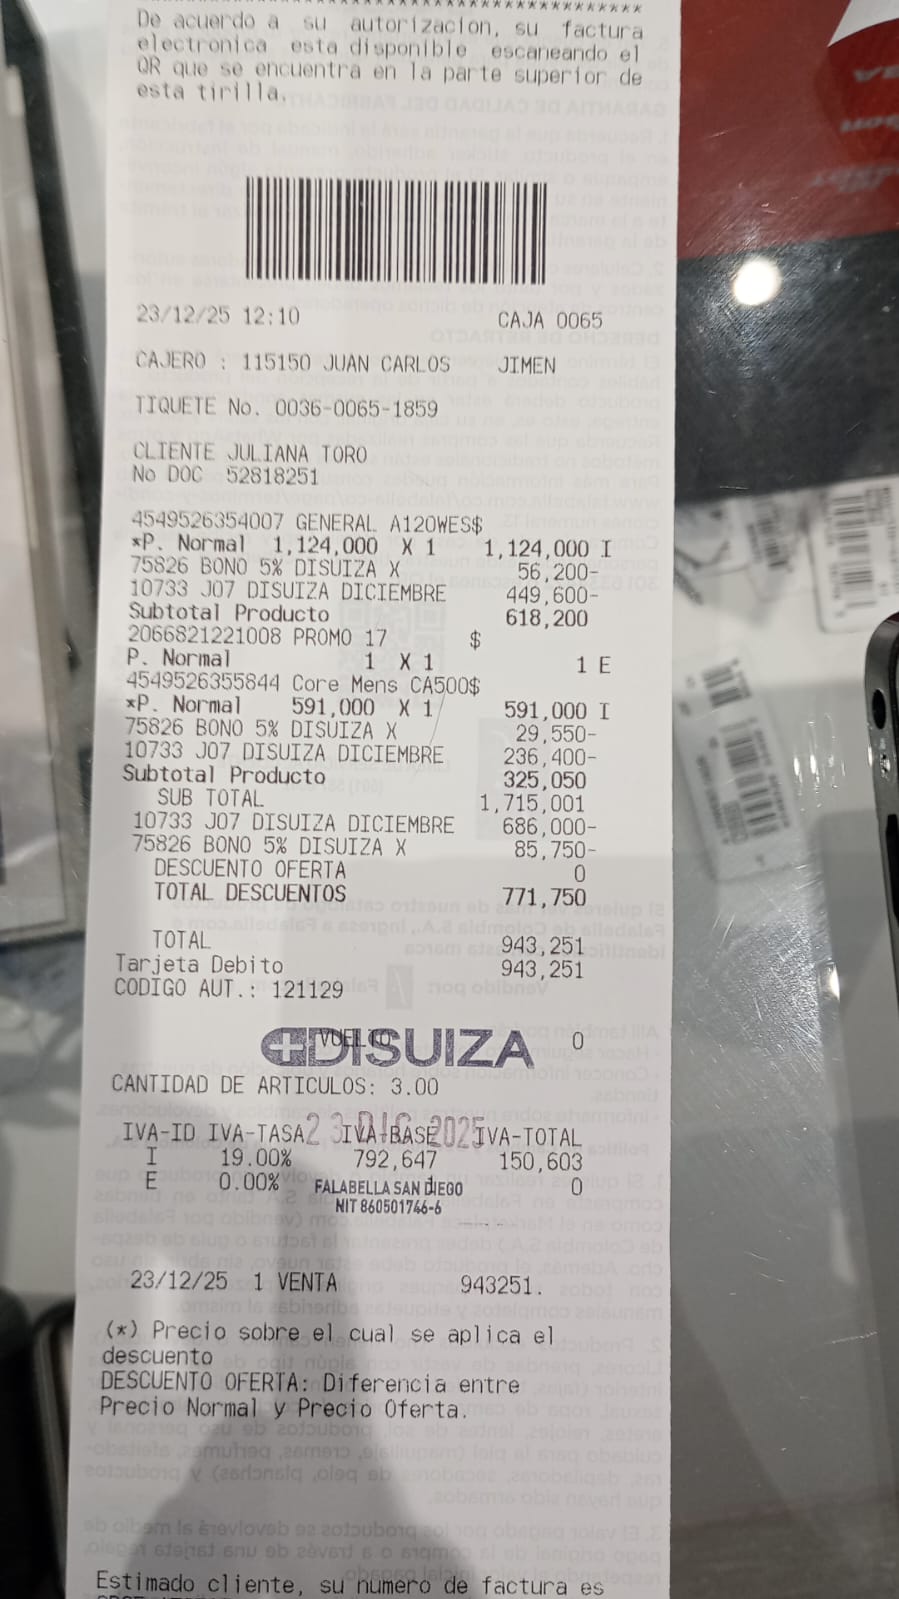 De acuerdo a su autorizacion, su factura
electronica esta disponible escaneando el
QR que se encuentra en la parte superior de
esta tirilla.
23/12/25 12:10 CAJA 0065
CAJERO : 115150 JUAN CARLOS JIMEN
TIQUETE No. 0036-0065-1859
CLIENTE JULIANA TORO
No DOC 52818251
4549526354007 GENERAL A120WES$
*P. Normal 1,124,000 X 1 1,124,000 I
75826 BONO 5% DISUIZA X 56,200-
10733 J07 DISUIZA DICIEMBRE 449,600-
Subtotal Producto 618,200
2066821221008 PROMO 17 $
P. Normal 1 X 1 1 E
4549526355844 Core Mens CA500$
*P. Normal 591,000 X 1 591,000 I
75826 BONO 5% DISUIZA X 29,550-
10733 J07 DISUIZA DICIEMBRE 236,400-
Subtotal Producto 325,050
SUB TOTAL 1,715,001
10733 J07 DISUIZA DICIEMBRE 686,000-
75826 BONO 5% DISUIZA X 85,750-
DESCUENTO OFERTA 0
TOTAL DESCUENTOS 771,750
TOTAL 943,251
Tarjeta Debito 943,251
CODIGO AUT.: 121129
VUELTO 0
DISUIZA
CANTIDAD DE ARTICULOS: 3.00
23 DIC 2025
IVA-ID IVA-TASA IVA-BASE IVA-TOTAL
I 19.00% 792,647 150,603
E 0.00% 1 0
FALABELLA SAN DIEGO
NIT 860501746-6
23/12/25 1 VENTA 943251.
(*) Precio sobre el cual se aplica el
descuento
DESCUENTO OFERTA: Diferencia entre
Precio Normal y Precio Oferta.
Estimado cliente, su numero de factura es